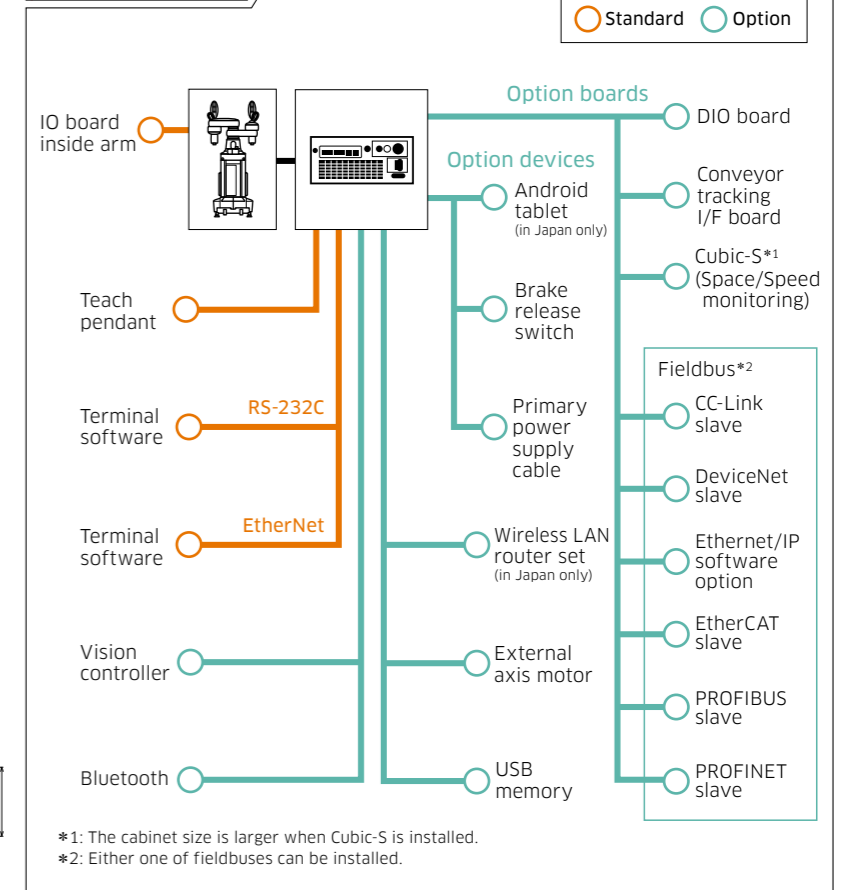 Standard
Option
IO board
inside arm
Option boards
DIO board
Option devices
Android
tablet
(in Japan only)
Conveyor
tracking
I/F board
Cubic-S*1
(Space/Speed
monitoring)
Teach
pendant
Brake
release
switch
Fieldbus*2
Terminal
software
RS-232C
Primary
power
supply
cable
CC-Link
slave
DeviceNet
slave
Terminal
software
EtherNet
Wireless LAN
router set
(in Japan only)
Ethernet/IP
software
option
EtherCAT
slave
Vision
controller
External
axis motor
PROFIBUS
slave
Bluetooth
USB
memory
PROFINET
slave
*1: The cabinet size is larger when Cubic-S is installed.
*2: Either one of fieldbuses can be installed.